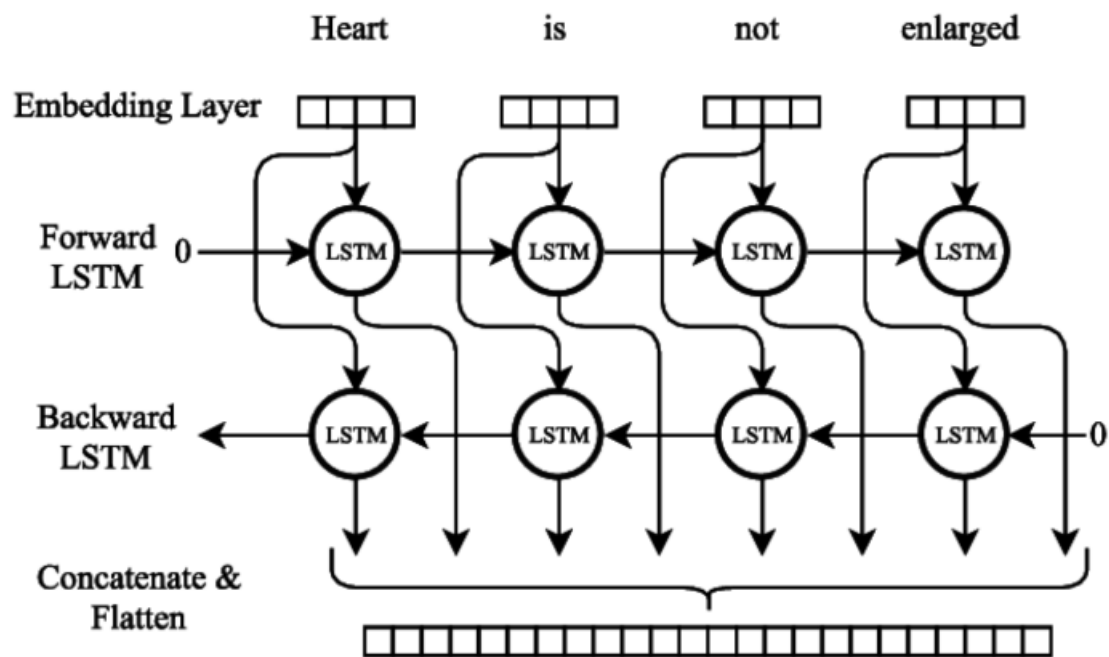 Heart is not enlarged
Embedding Layer
Forward
LSTM
0
LSTM LSTM LSTM LSTM
Backward
LSTM
LSTM LSTM LSTM LSTM
0
Concatenate &
Flatten